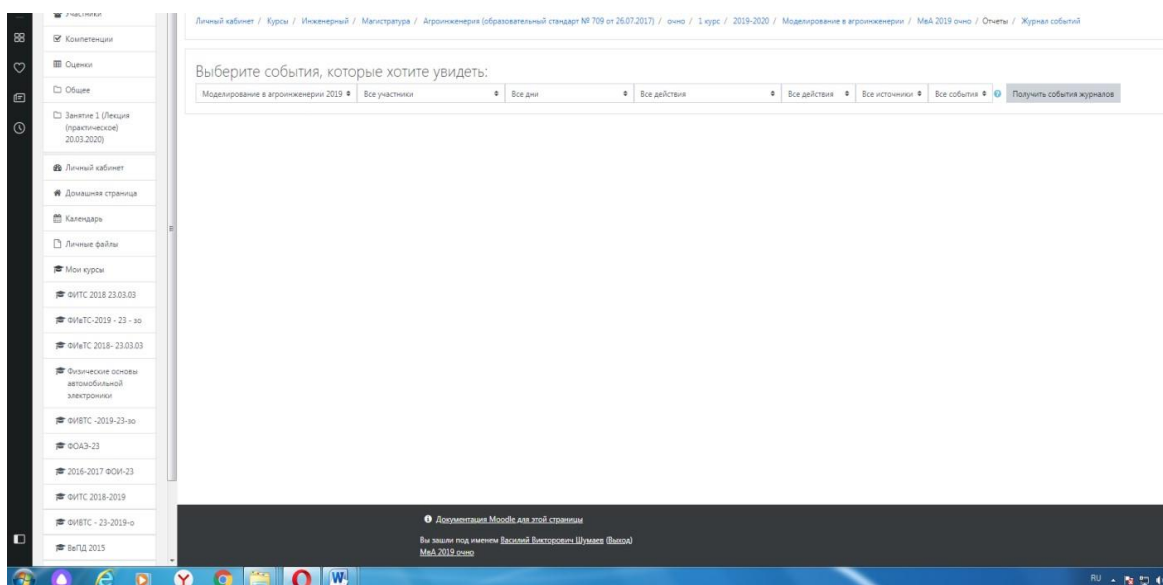 Участники
Компетенции
Оценки
Общее
Занятие 1 (Лекция
(практическое)
20.03.2020)
Личный кабинет
Домашняя страница
Календарь
Личные файлы
Мои курсы
ФИТС 2018 23.03.03
ФИвТС-2019 - 23 - зо
ФИвТС 2018- 23.03.03
Физические основы
автомобильной
электроники
ФИВТС -2019-23-зо
ФОАЭ-23
2016-2017 ФОИ-23
ФИТС 2018-2019
ФИВТС - 23-2019-о
ВвПД 2015
Личный кабинет / Курсы / Инженерный / Магистратура / Агроинженерия (образовательный стандарт № 709 от 26.07.2017) / очно / 1 курс / 2019-2020 / Моделирование в агроинженерии / МвА 2019 очно / Отчеты / Журнал событий
Выберите события, которые хотите увидеть:
Моделирование в агроинженерии 2019 Все участники Все дни Все действия Все действия Все источники Все события Получить события журналов
Документация Moodle для этой страницы
Вы зашли под именем Василий Викторович Шумаев (Выход)
МвА 2019 очно
RU